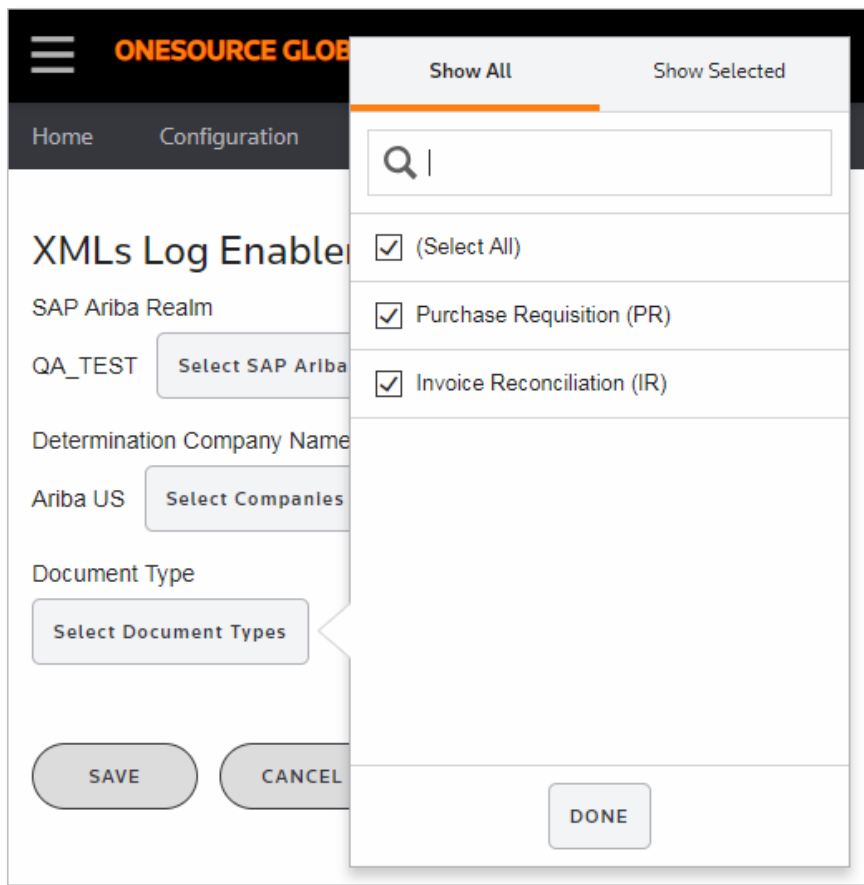 ONESOURCE GLOB
Home Configuration
XMLs Log Enable
SAP Ariba Realm
QA_TEST Select SAP Ariba
Determination Company Name
Ariba US Select Companies
Document Type
Select Document Types
SAVE CANCEL
Show All Show Selected
(Select All)
Purchase Requisition (PR)
Invoice Reconciliation (IR)
DONE